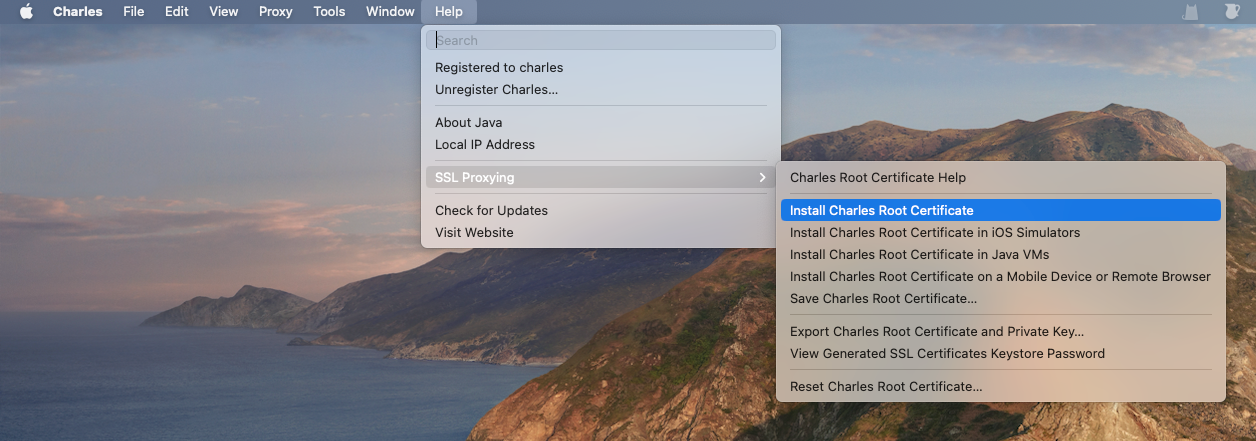 Charles File Edit View Proxy Tools Window Help
Search
Registered to charles
Unregister Charles...
About Java
Local IP Address
SSL Proxying
Check for Updates
Visit Website
Charles Root Certificate Help
Install Charles Root Certificate
Install Charles Root Certificate in iOS Simulators
Install Charles Root Certificate in Java VMs
Install Charles Root Certificate on a Mobile Device or Remote Browser
Save Charles Root Certificate...
Export Charles Root Certificate and Private Key...
View Generated SSL Certificates Keystore Password
Reset Charles Root Certificate...